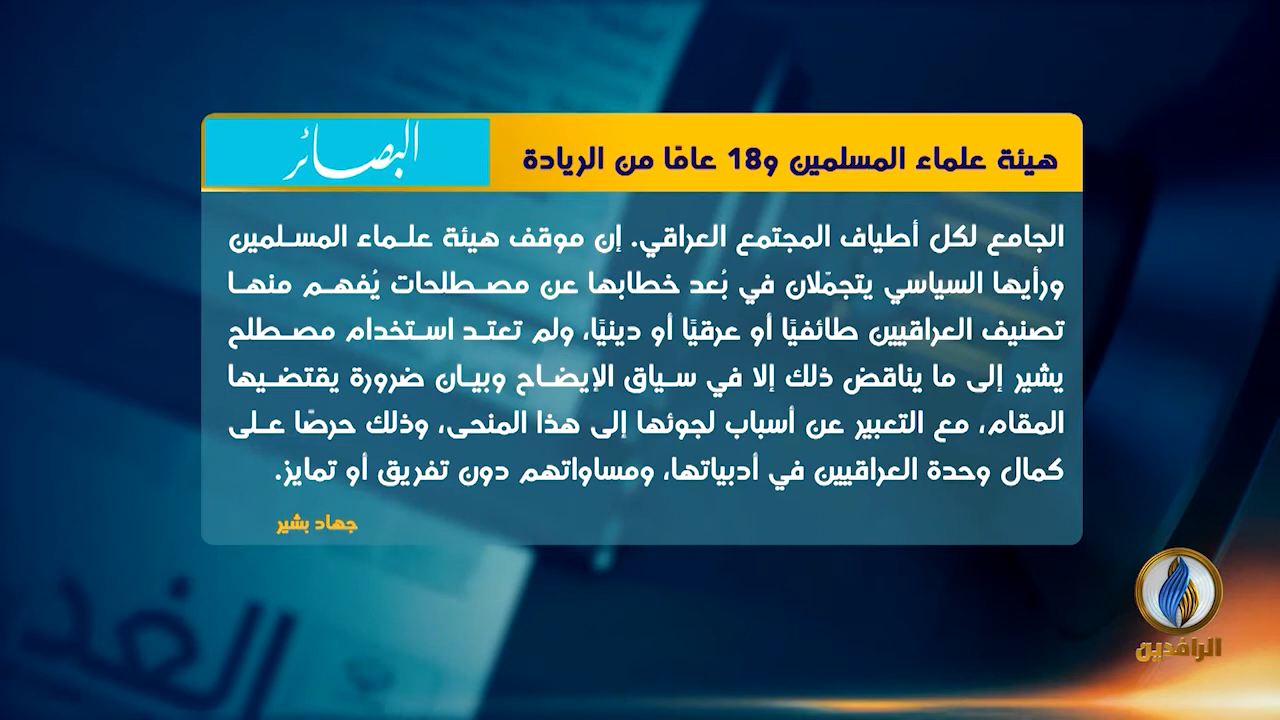 هيئة علماء المسلمين و18 عامًا من الريادة
البصائر
الجامع لكل أطياف المجتمع العراقي. إن موقف هيئة علماء المسلمين
ورأيها السياسي يتجمّلان في بُعد خطابها عن مصطلحات يُفهم منها
تصنيف العراقيين طائفيًا أو عرقيًا أو دينيًا، ولم تعتد استخدام مصطلح
يشير إلى ما يناقض ذلك إلا في سياق الإيضاح وبيان ضرورة يقتضيها
المقام، مع التعبير عن أسباب لجوئها إلى هذا المنحى، وذلك حرصًا على
كمال وحدة العراقيين في أدبياتها، ومساواتهم دون تفريق أو تمايز.
جهاد بشير
الغد
الرافدين